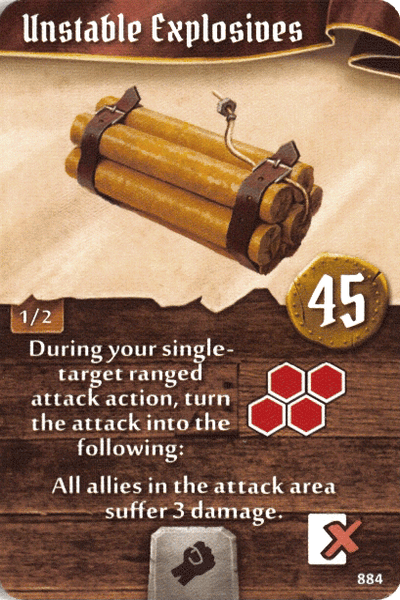 Unstable Explosives
45
1/2
During your single-
target ranged
attack action, turn
the attack into the
following:
All allies in the attack area
suffer 3 damage.
884